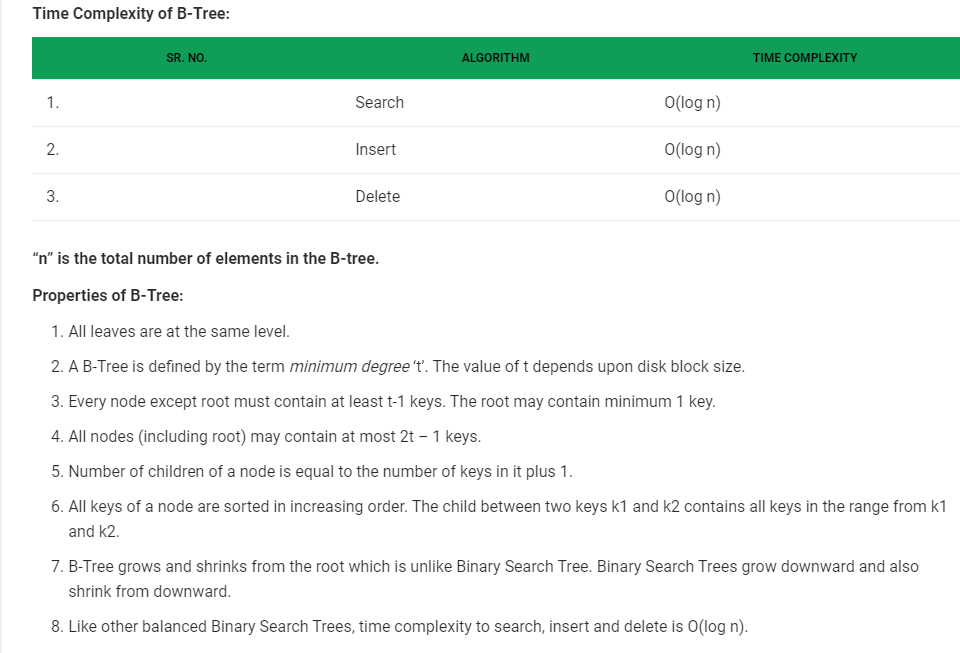 Time Complexity of B-Tree:
SR. NO. ALGORITHM TIME COMPLEXITY
1. Search O(log n)
2. Insert O(log n)
3. Delete O(log n)
“n” is the total number of elements in the B-tree.
Properties of B-Tree:
1. All leaves are at the same level.
2. A B-Tree is defined by the term minimum degree ‘t’. The value of t depends upon disk block size.
3. Every node except root must contain at least t-1 keys. The root may contain minimum 1 key.
4. All nodes (including root) may contain at most 2t – 1 keys.
5. Number of children of a node is equal to the number of keys in it plus 1.
6. All keys of a node are sorted in increasing order. The child between two keys k1 and k2 contains all keys in the range from k1
and k2.
7. B-Tree grows and shrinks from the root which is unlike Binary Search Tree. Binary Search Trees grow downward and also
shrink from downward.
8. Like other balanced Binary Search Trees, time complexity to search, insert and delete is O(log n).